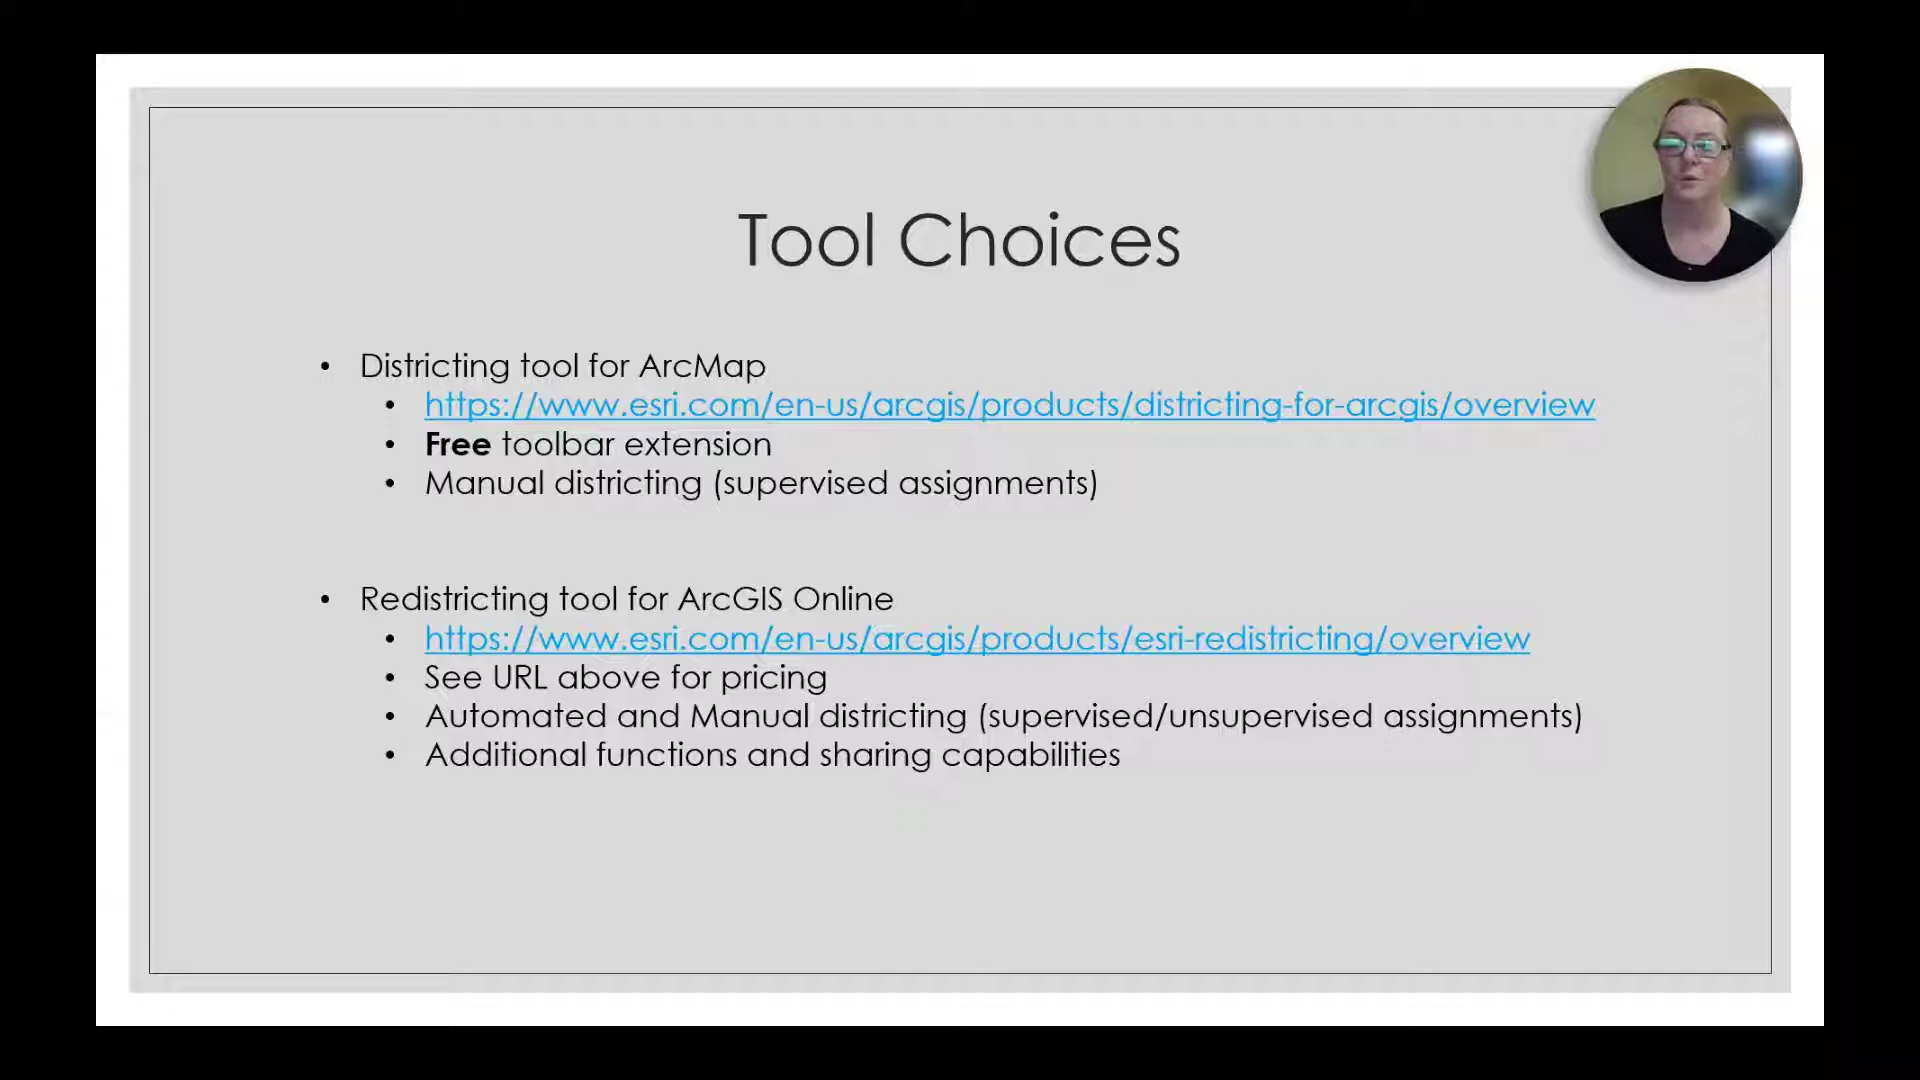 Tool Choices
• Districting tool for ArcMap
• https://www.esri.com/en-us/arcgis/products/districting-for-arcgis/overview
• Free toolbar extension
• Manual districting (supervised assignments)
• Redistricting tool for ArcGIS Online
• https://www.esri.com/en-us/arcgis/products/esri-redistricting/overview
• See URL above for pricing
• Automated and Manual districting (supervised/unsupervised assignments)
• Additional functions and sharing capabilities